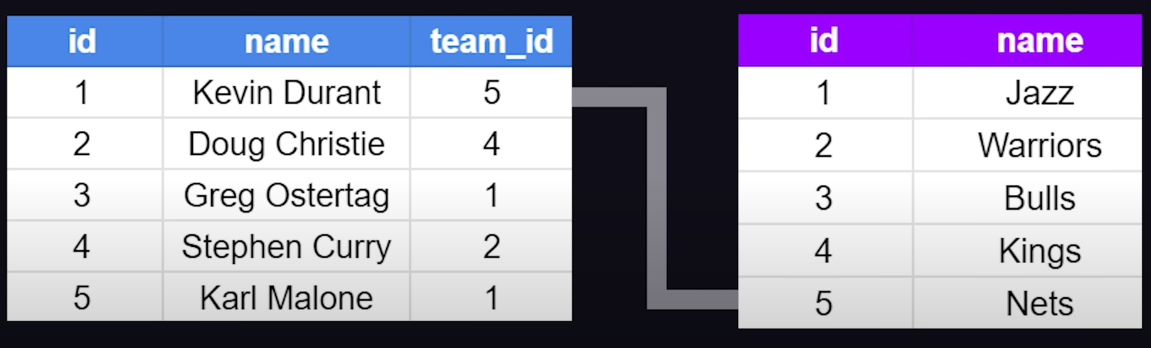 id name team_id
1 Kevin Durant 5
2 Doug Christie 4
3 Greg Ostertag 1
4 Stephen Curry 2
5 Karl Malone 1
id name
1 Jazz
2 Warriors
3 Bulls
4 Kings
5 Nets